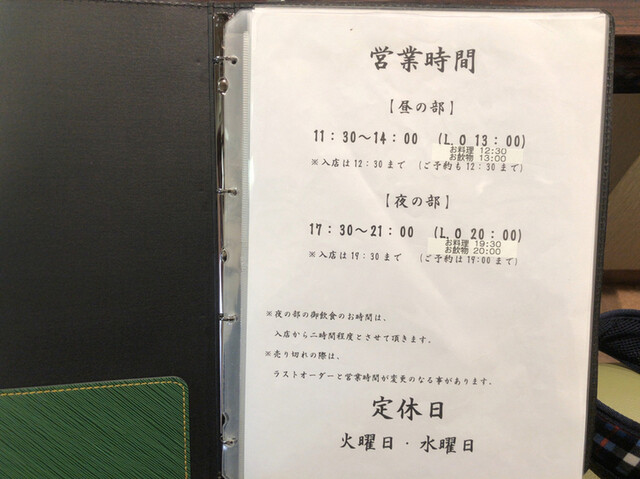 営業時間
【昼の部】
11：30～14：00 (L.O 13：00)
お料理 12:30
お飲物 13:00
※入店は12:30まで (ご予約も12:30まで)
【夜の部】
17：30～21：00 (L.O 20：00)
お料理 19:30
お飲物 20:00
※入店は19:30まで (ご予約は19:00まで)
※夜の部の御飲食のお時間は、
入店から二時間程度とさせて頂きます。
※売り切れの際は、
ラストオーダーと営業時間が変更のなる事があります。
定休日
火曜日・水曜日